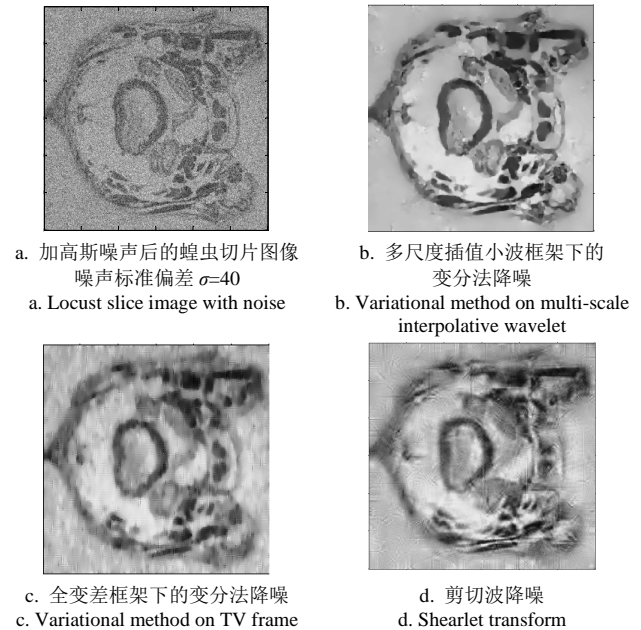 a. 加高斯噪声后的蝗虫切片图像
噪声标准偏差 σ=40
a. Locust slice image with noise
b. 多尺度插值小波框架下的
变分法降噪
b. Variational method on multi-scale
interpolative wavelet
c. 全变差框架下的变分法降噪
c. Variational method on TV frame
d. 剪切波降噪
d. Shearlet transform